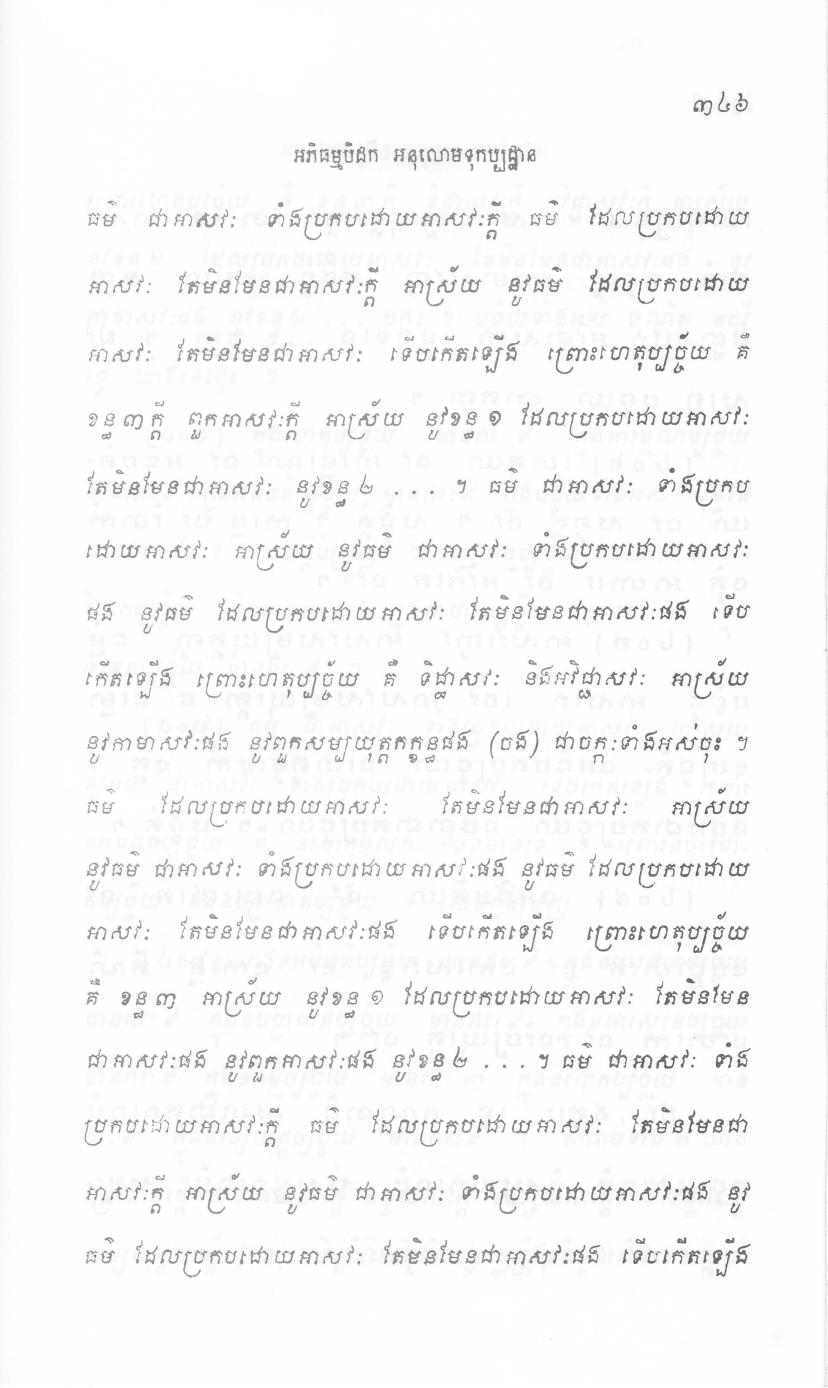 ៣៤៦
អភិធម្មបិដក អនុលោមទុកប្បដ្ឋាន
ធម៌ ជាអាសវៈ ទាំងប្រកបដោយអាសវៈក្តី ធម៌ ដែលប្រកបដោយ
អាសវៈ តែមិនមែនជាអាសវៈក្តី អាស្រ័យ នូវធម៌ ដែលប្រកបដោយ
អាសវៈ តែមិនមែនជាអាសវៈ ទើបកើតឡើង ព្រោះហេតុប្បច្ច័យ គឺ
ខន្ធ៣ក្តី ពួកអាសវៈក្តី អាស្រ័យ នូវខន្ធ១ ដែលប្រកបដោយអាសវៈ
តែមិនមែនជាអាសវៈ នូវខន្ធ២ ... ។ ធម៌ ជាអាសវៈ ទាំងប្រកប
ដោយអាសវៈ អាស្រ័យ នូវធម៌ ជាអាសវៈ ទាំងប្រកបដោយអាសវៈ
ផង នូវធម៌ ដែលប្រកបដោយអាសវៈ តែមិនមែនជាអាសវៈផង ទើប
កើតឡើង ព្រោះហេតុប្បច្ច័យ គឺ ទិដ្ឋាសវៈ និងអវិជ្ជាសវៈ អាស្រ័យ
នូវកាមាសវៈផង នូវពួកសម្បយុត្តកក្ខន្ធផង (ចង) ជាចក្កៈទាំងអស់ចុះ ។
ធម៌ ដែលប្រកបដោយអាសវៈ តែមិនមែនជាអាសវៈ អាស្រ័យ
នូវធម៌ ជាអាសវៈ ទាំងប្រកបដោយអាសវៈផង នូវធម៌ ដែលប្រកបដោយ
អាសវៈ តែមិនមែនជាអាសវៈផង ទើបកើតឡើង ព្រោះហេតុប្បច្ច័យ
គឺ ខន្ធ៣ អាស្រ័យ នូវខន្ធ១ ដែលប្រកបដោយអាសវៈ តែមិនមែន
ជាអាសវៈផង នូវពួកអាសវៈផង នូវខន្ធ២ ... ។ ធម៌ ជាអាសវៈ ទាំង
ប្រកបដោយអាសវៈក្តី ធម៌ ដែលប្រកបដោយអាសវៈ តែមិនមែនជា
អាសវៈក្តី អាស្រ័យ នូវធម៌ ជាអាសវៈ ទាំងប្រកបដោយអាសវៈផង នូវ
ធម៌ ដែលប្រកបដោយអាសវៈ តែមិនមែនជាអាសវៈផង ទើបកើតឡើង